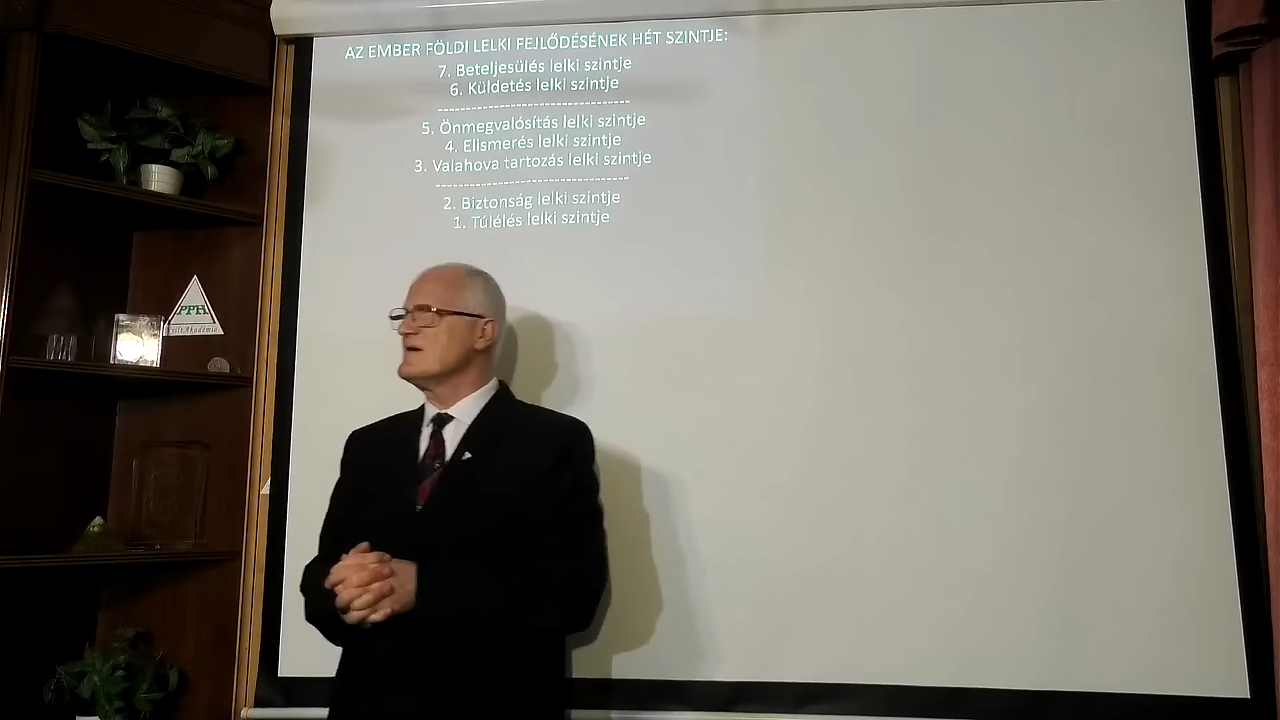 AZ EMBER FÖLDI LELKI FEJLŐDÉSÉNEK HÉT SZINTJE:
7. Beteljesülés lelki szintje
6. Küldetés lelki szintje
--------------------------------
5. Önmegvalósítás lelki szintje
4. Elismerés lelki szintje
3. Valahova tartozás lelki szintje
--------------------------------
2. Biztonság lelki szintje
1. Túlélés lelki szintje
PPH
Akadémia